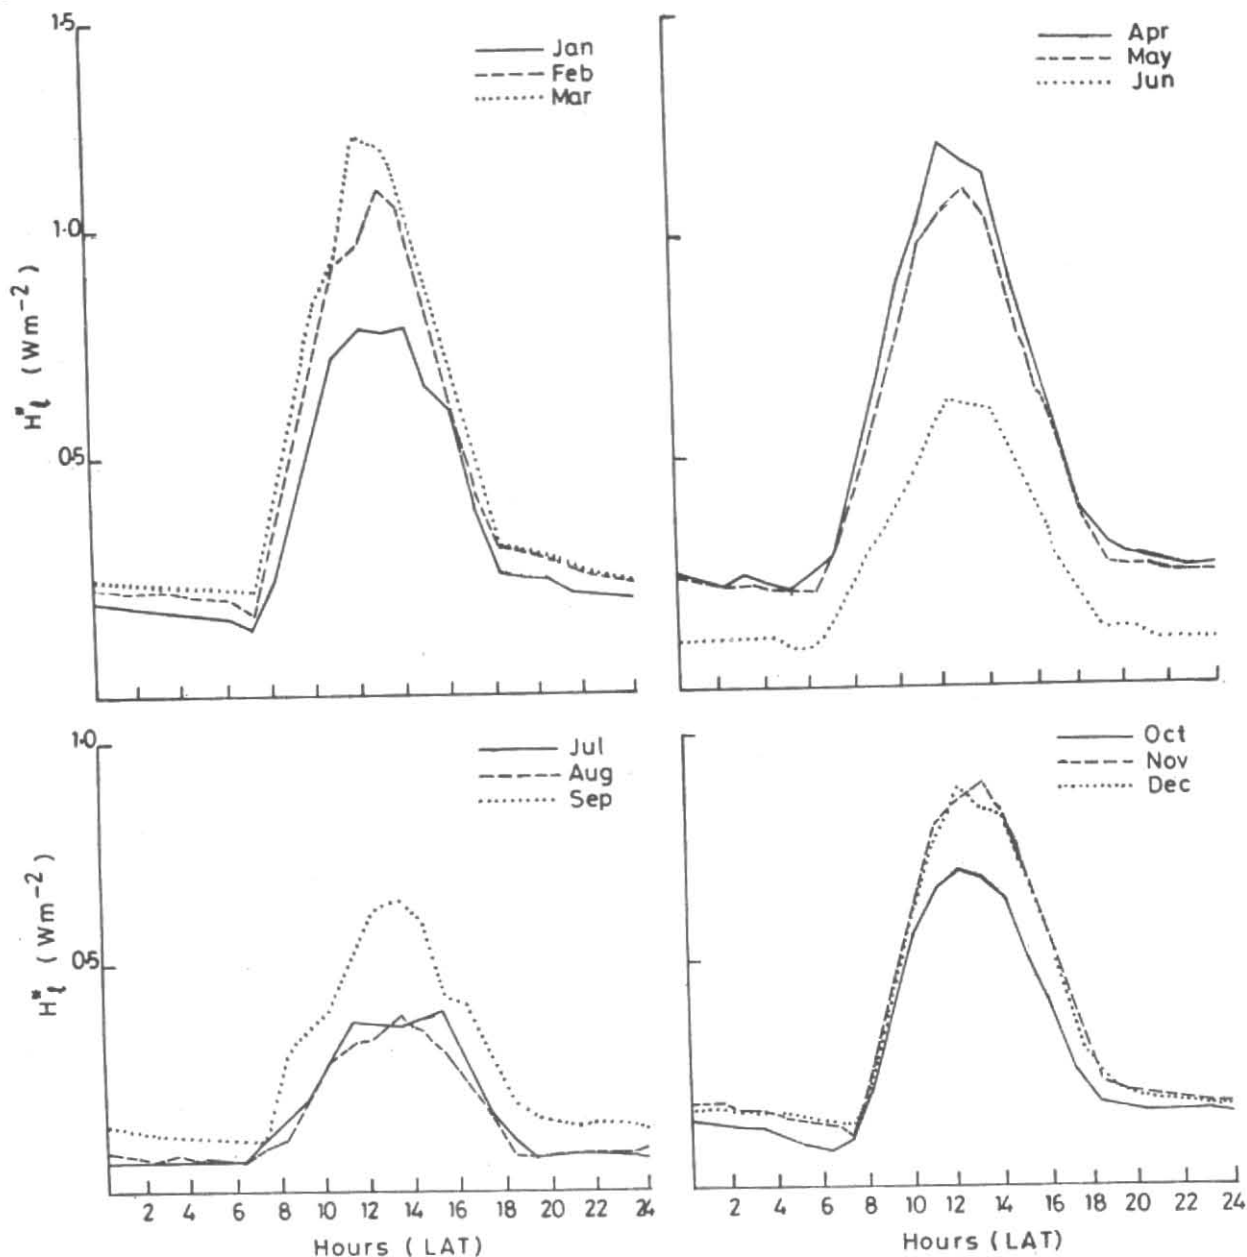 1.5
Jan
Feb
Mar
1.0
0.5
H*ℓ (Wm−2)
Apr
May
Jun
1.0
Jul
Aug
Sep
0.5
H*ℓ (Wm−2)
2 4 6 8 10 12 14 16 18 20 22 24
Hours (LAT)
Oct
Nov
Dec
2 4 6 8 10 12 14 16 18 20 22 24
Hours (LAT)